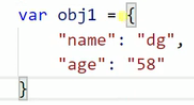 var obj1 = {
"name": "dg",
"age": "58"
}